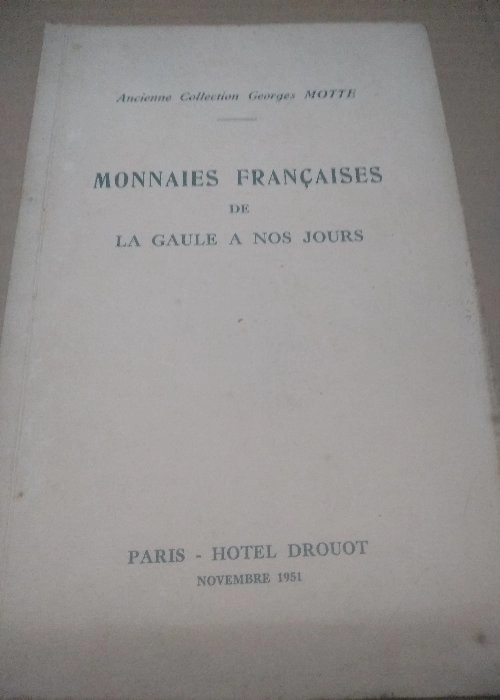 Ancienne Collection Georges MOTTE
MONNAIES FRANÇAISES
DE
LA GAULE A NOS JOURS
PARIS - HOTEL DROUOT
NOVEMBRE 1951